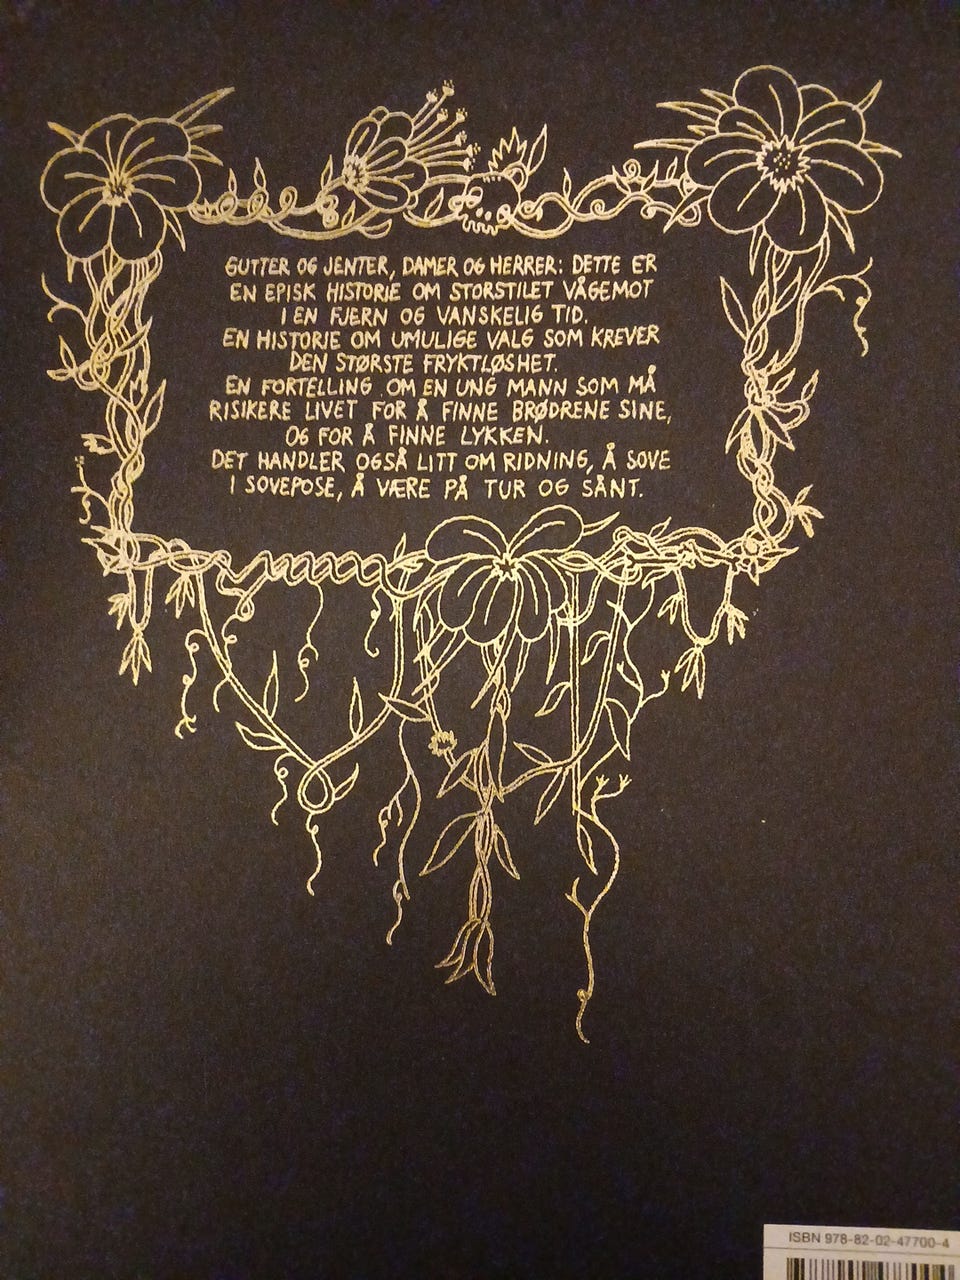 GUTTER OG JENTER, DAMER OG HERRER: DETTE ER
EN EPISK HISTORIE OM STORSTILET VÅGEMOT
I EN FJERN OG VANSKELIG TID.
EN HISTORIE OM UMULIGE VALG SOM KREVER
DEN STØRSTE FRYKTLØSHET.
EN FORTELLING OM EN UNG MANN SOM MÅ
RISIKERE LIVET FOR Å FINNE BRØDRENE SINE,
OG FOR Å FINNE LYKKEN.
DET HANDLER OGSÅ LITT OM RIDNING, Å SOVE
I SOVEPOSE, Å VÆRE PÅ TUR OG SÅNT.
ISBN 978-82-02-47700-4